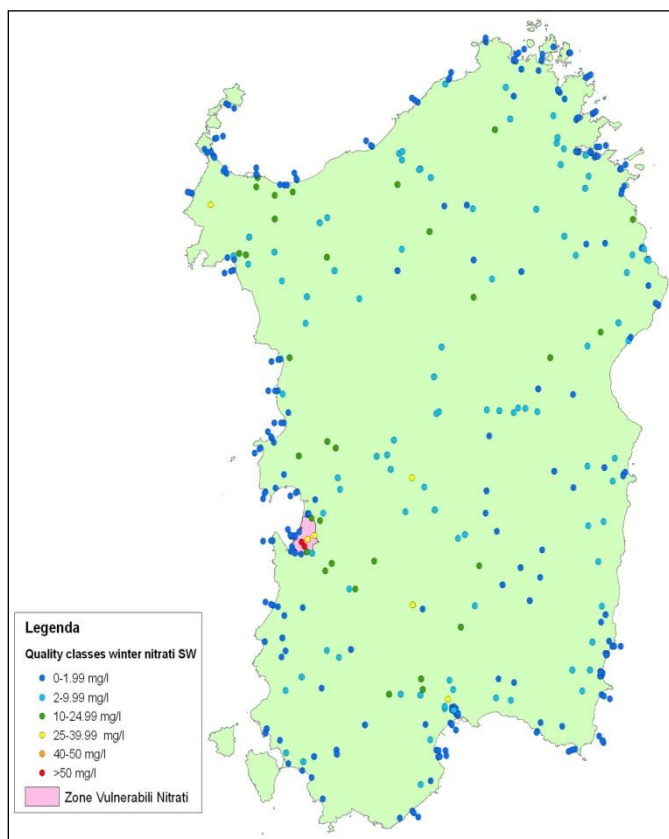 Legenda
Quality classes winter nitrati SW
0-1.99 mg/l
2-9.99 mg/l
10-24.99 mg/l
25-39.99 mg/l
40-50 mg/l
>50 mg/l
Zone Vulnerabili Nitrati